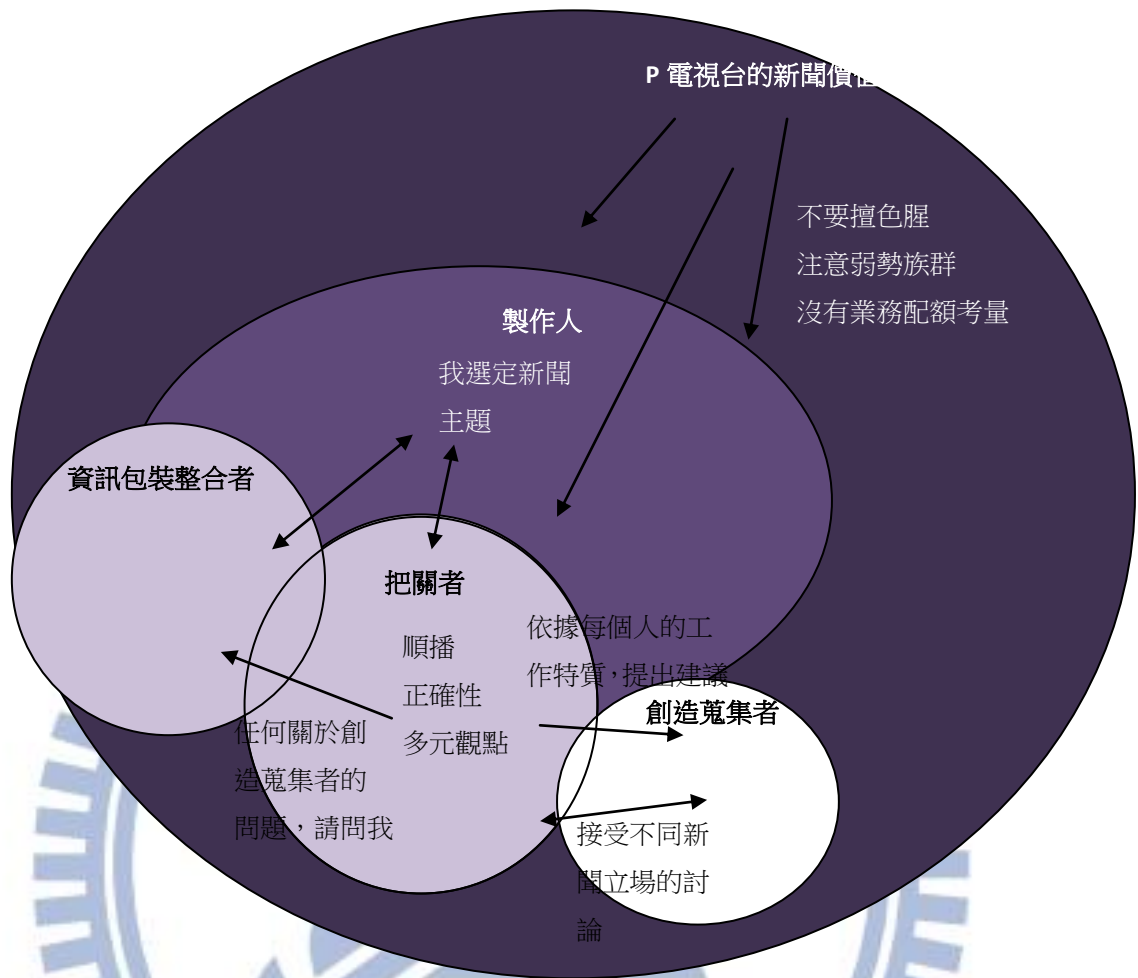 P 電視台的新聞價值
不要擅色腥
注意弱勢族群
沒有業務配額考量
製作人
我選定新聞
主題
資訊包裝整合者
把關者
順播
正確性
多元觀點
依據每個人的工
作特質，提出建議
創造蒐集者
任何關於創
造蒐集者的
問題，請問我
接受不同新
聞立場的討
論